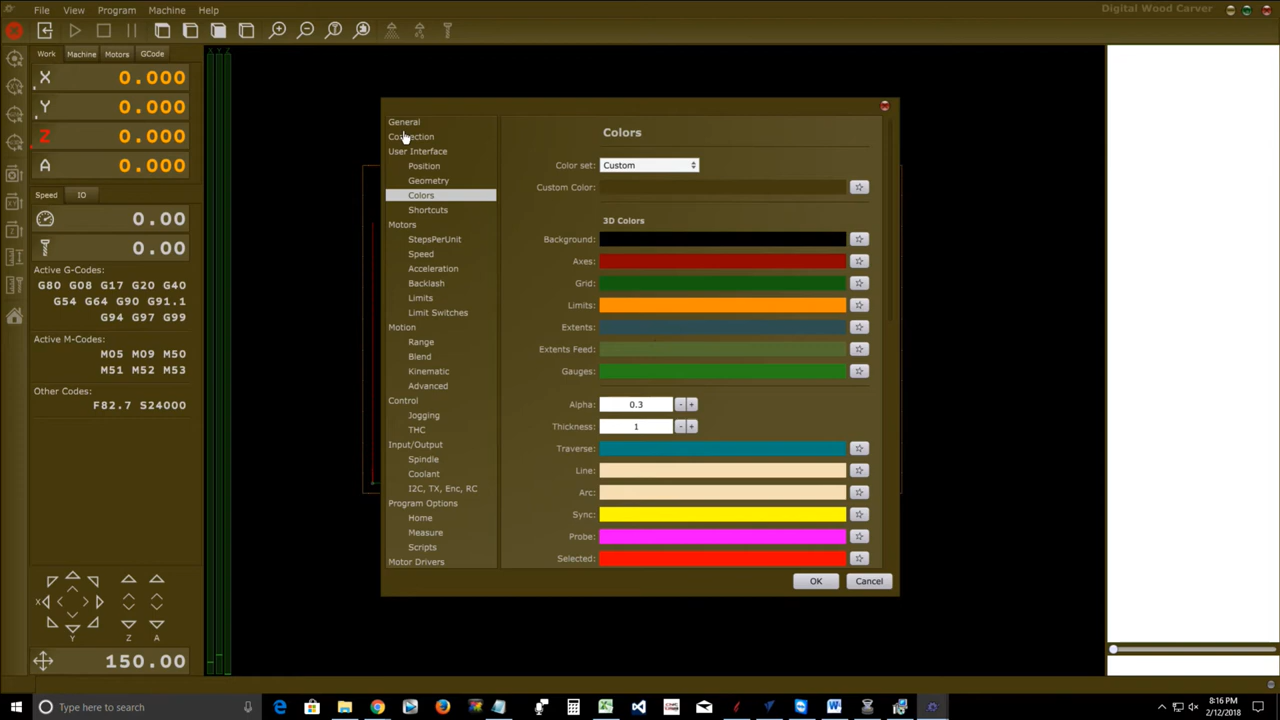 File View Program Machine Help
Digital Wood Carver
Work Machine Motors GCode
X 0.000
Y 0.000
Z 0.000
A 0.000
Speed IO
0.00
0.00
Active G-Codes:
G80 G08 G17 G20 G40
G54 G64 G90 G91.1
G94 G97 G99
Active M-Codes:
M05 M09 M50
M51 M52 M53
Other Codes:
F82.7 S24000
X
Y Z A
150.00
General
Connection
User Interface
Position
Geometry
Colors
Shortcuts
Motors
StepsPerUnit
Speed
Acceleration
Backlash
Limits
Limit Switches
Motion
Range
Blend
Kinematic
Advanced
Control
Jogging
THC
Input/Output
Spindle
Coolant
I2C, TX, Enc, RC
Program Options
Home
Measure
Scripts
Motor Drivers
Colors
Color set: Custom
Custom Color:
3D Colors
Background:
Axes:
Grid:
Limits:
Extents:
Extents Feed:
Gauges:
Alpha: 0.3 - +
Thickness: 1 - +
Traverse:
Line:
Arc:
Sync:
Probe:
Selected:
OK Cancel
Type here to search
8:16 PM
2/12/2018